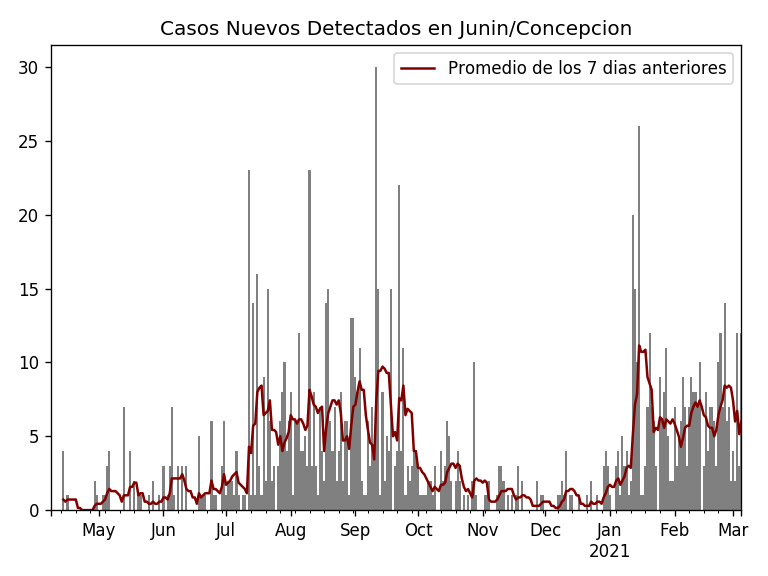 Casos Nuevos Detectados en Junin/Concepcion
Promedio de los 7 dias anteriores
30
25
20
15
10
5
0
May Jun Jul Aug Sep Oct Nov Dec Jan Feb Mar
2021